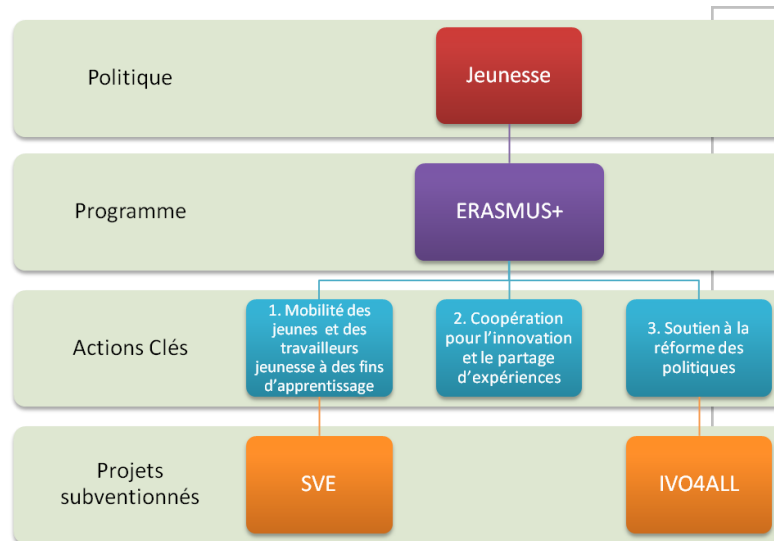 Politique
Jeunesse
Programme
ERASMUS+
Actions Clés
1. Mobilité des
jeunes et des
travailleurs
jeunesse à des fins
d'apprentissage
2. Coopération
pour l'innovation
et le partage
d'expériences
3. Soutien à la
réforme des
politiques
Projets
subventionnés
SVE
IVO4ALL